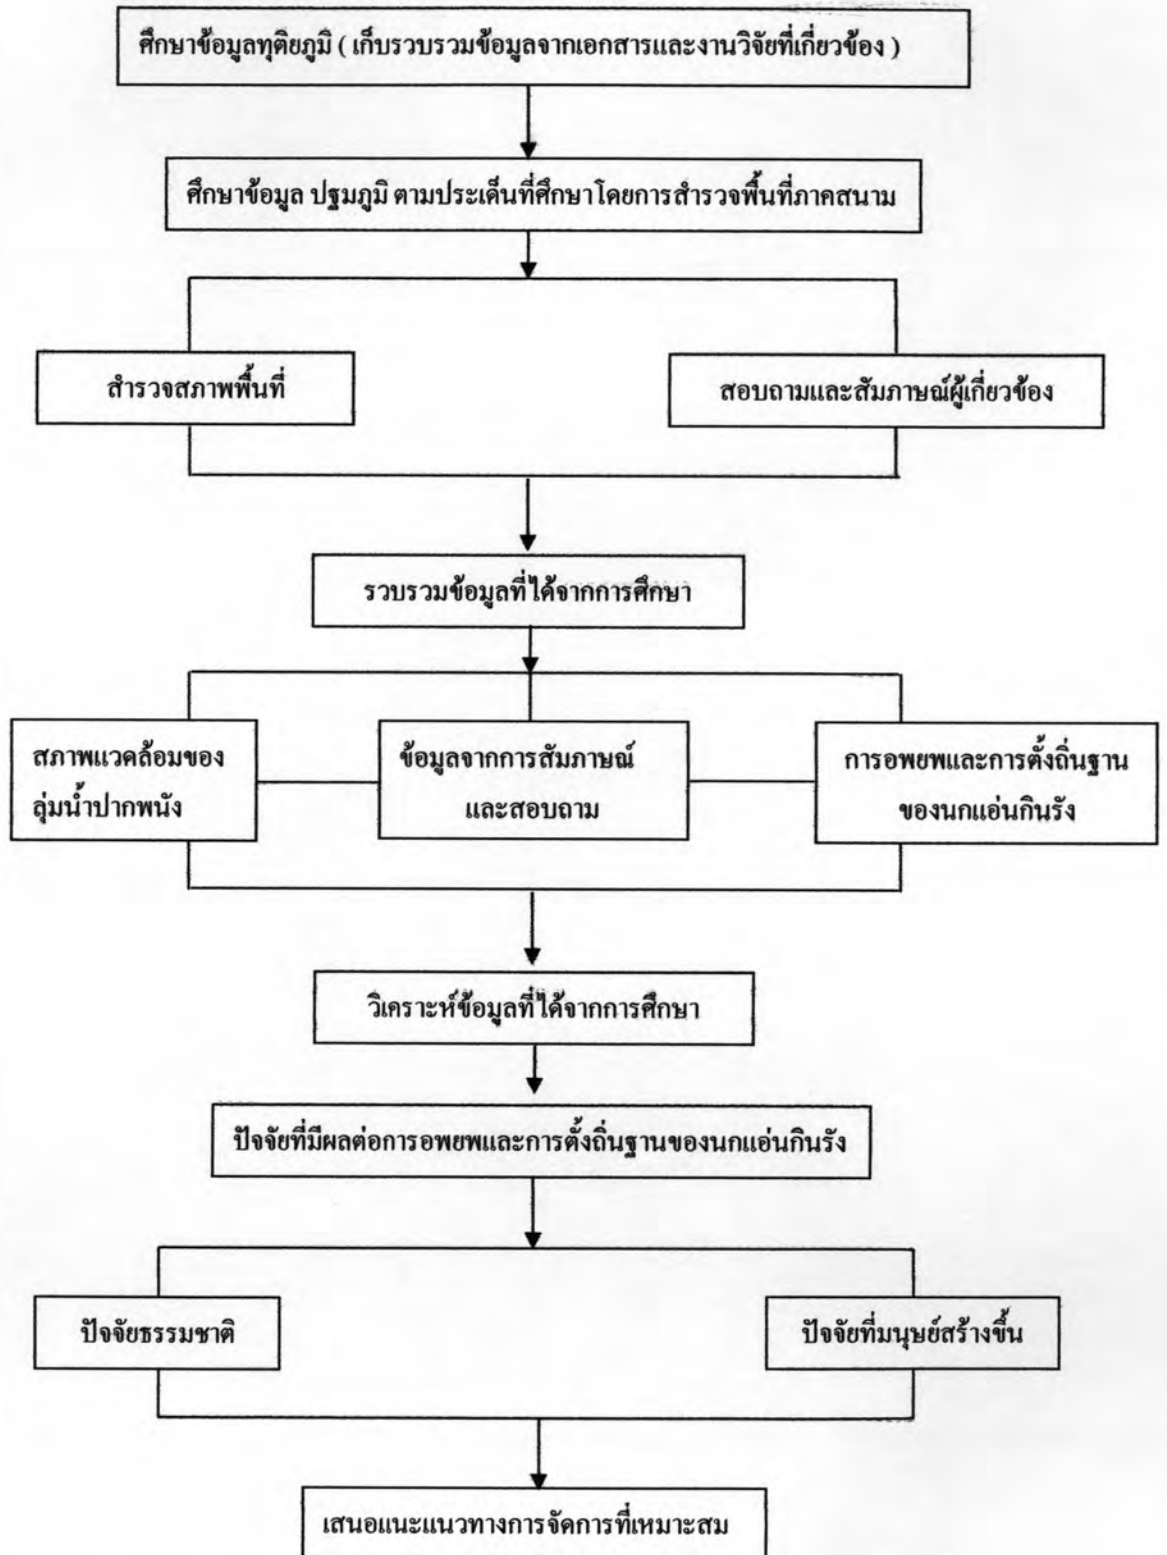 ศึกษาข้อมูลทุติยภูมิ ( เก็บรวบรวมข้อมูลจากเอกสารและงานวิจัยที่เกี่ยวข้อง )
ศึกษาข้อมูล ปฐมภูมิ ตามประเด็นที่ศึกษาโดยการสำรวจพื้นที่ภาคสนาม
สำรวจสภาพพื้นที่
สอบถามและสัมภาษณ์ผู้เกี่ยวข้อง
รวบรวมข้อมูลที่ได้จากการศึกษา
สภาพแวดล้อมของ
ลุ่มน้ำปากพนัง
ข้อมูลจากการสัมภาษณ์
และสอบถาม
การอพยพและการตั้งถิ่นฐาน
ของนกแอ่นกินรัง
วิเคราะห์ข้อมูลที่ได้จากการศึกษา
ปัจจัยที่มีผลต่อการอพยพและการตั้งถิ่นฐานของนกแอ่นกินรัง
ปัจจัยธรรมชาติ
ปัจจัยที่มนุษย์สร้างขึ้น
เสนอแนะแนวทางการจัดการที่เหมาะสม